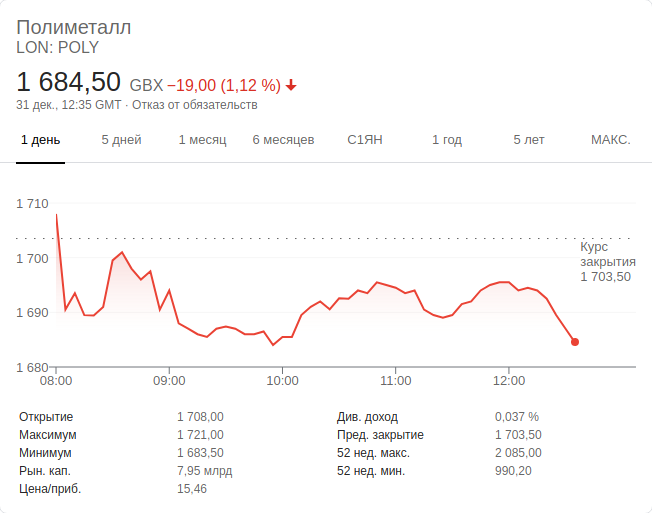 Полиметалл
LON: POLY
1 684,50 GBX −19,00 (1,12 %)
31 дек., 12:35 GMT · Отказ от обязательств
1 день 5 дней 1 месяц 6 месяцев С1ЯН 1 год 5 лет МАКС.
1 710
1 700
1 690
1 680
Курс
закрытия
1 703,50
08:00 09:00 10:00 11:00 12:00
Открытие 1 708,00 Див. доход 0,037 %
Максимум 1 721,00 Пред. закрытие 1 703,50
Минимум 1 683,50 52 нед. макс. 2 085,00
Рын. кап. 7,95 млрд 52 нед. мин. 990,20
Цена/приб. 15,46